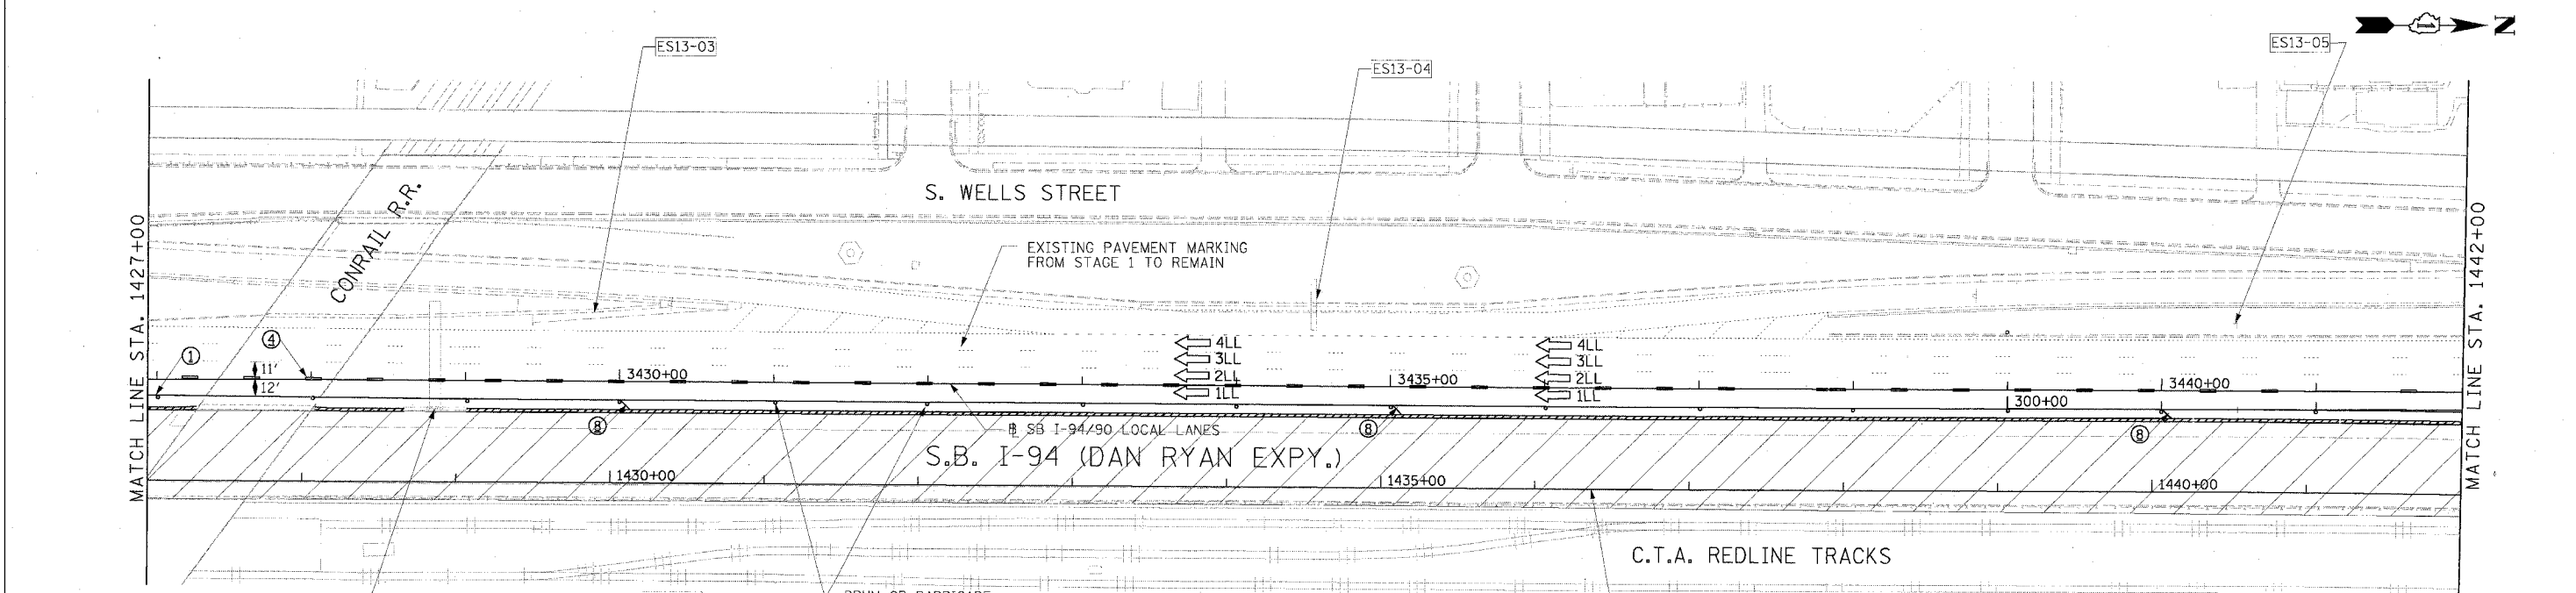 N
ES13-03
ES13-04
ES13-05
S. WELLS STREET
CONRAIL R.R.
EXISTING PAVEMENT MARKING
FROM STAGE 1 TO REMAIN
MATCH LINE STA. 1427+00
MATCH LINE STA. 1442+00
4
1
11'
12'
4LL
3LL
2LL
1LL
4LL
3LL
2LL
1LL
3430+00
3435+00
3440+00
300+00
8
8
8
SB I-94/90 LOCAL LANES
S.B. I-94 (DAN RYAN EXPY.)
1430+00
1435+00
1440+00
C.T.A. REDLINE TRACKS